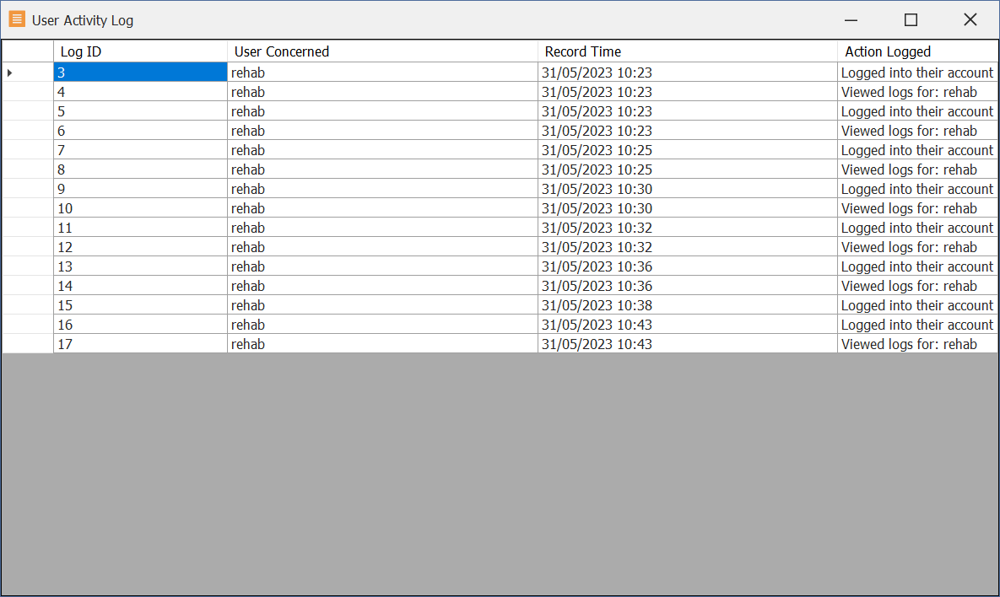 User Activity Log
Log ID User Concerned Record Time Action Logged
3 rehab 31/05/2023 10:23 Logged into their account
4 rehab 31/05/2023 10:23 Viewed logs for: rehab
5 rehab 31/05/2023 10:23 Logged into their account
6 rehab 31/05/2023 10:23 Viewed logs for: rehab
7 rehab 31/05/2023 10:25 Logged into their account
8 rehab 31/05/2023 10:25 Viewed logs for: rehab
9 rehab 31/05/2023 10:30 Logged into their account
10 rehab 31/05/2023 10:30 Viewed logs for: rehab
11 rehab 31/05/2023 10:32 Logged into their account
12 rehab 31/05/2023 10:32 Viewed logs for: rehab
13 rehab 31/05/2023 10:36 Logged into their account
14 rehab 31/05/2023 10:36 Viewed logs for: rehab
15 rehab 31/05/2023 10:38 Logged into their account
16 rehab 31/05/2023 10:43 Logged into their account
17 rehab 31/05/2023 10:43 Viewed logs for: rehab